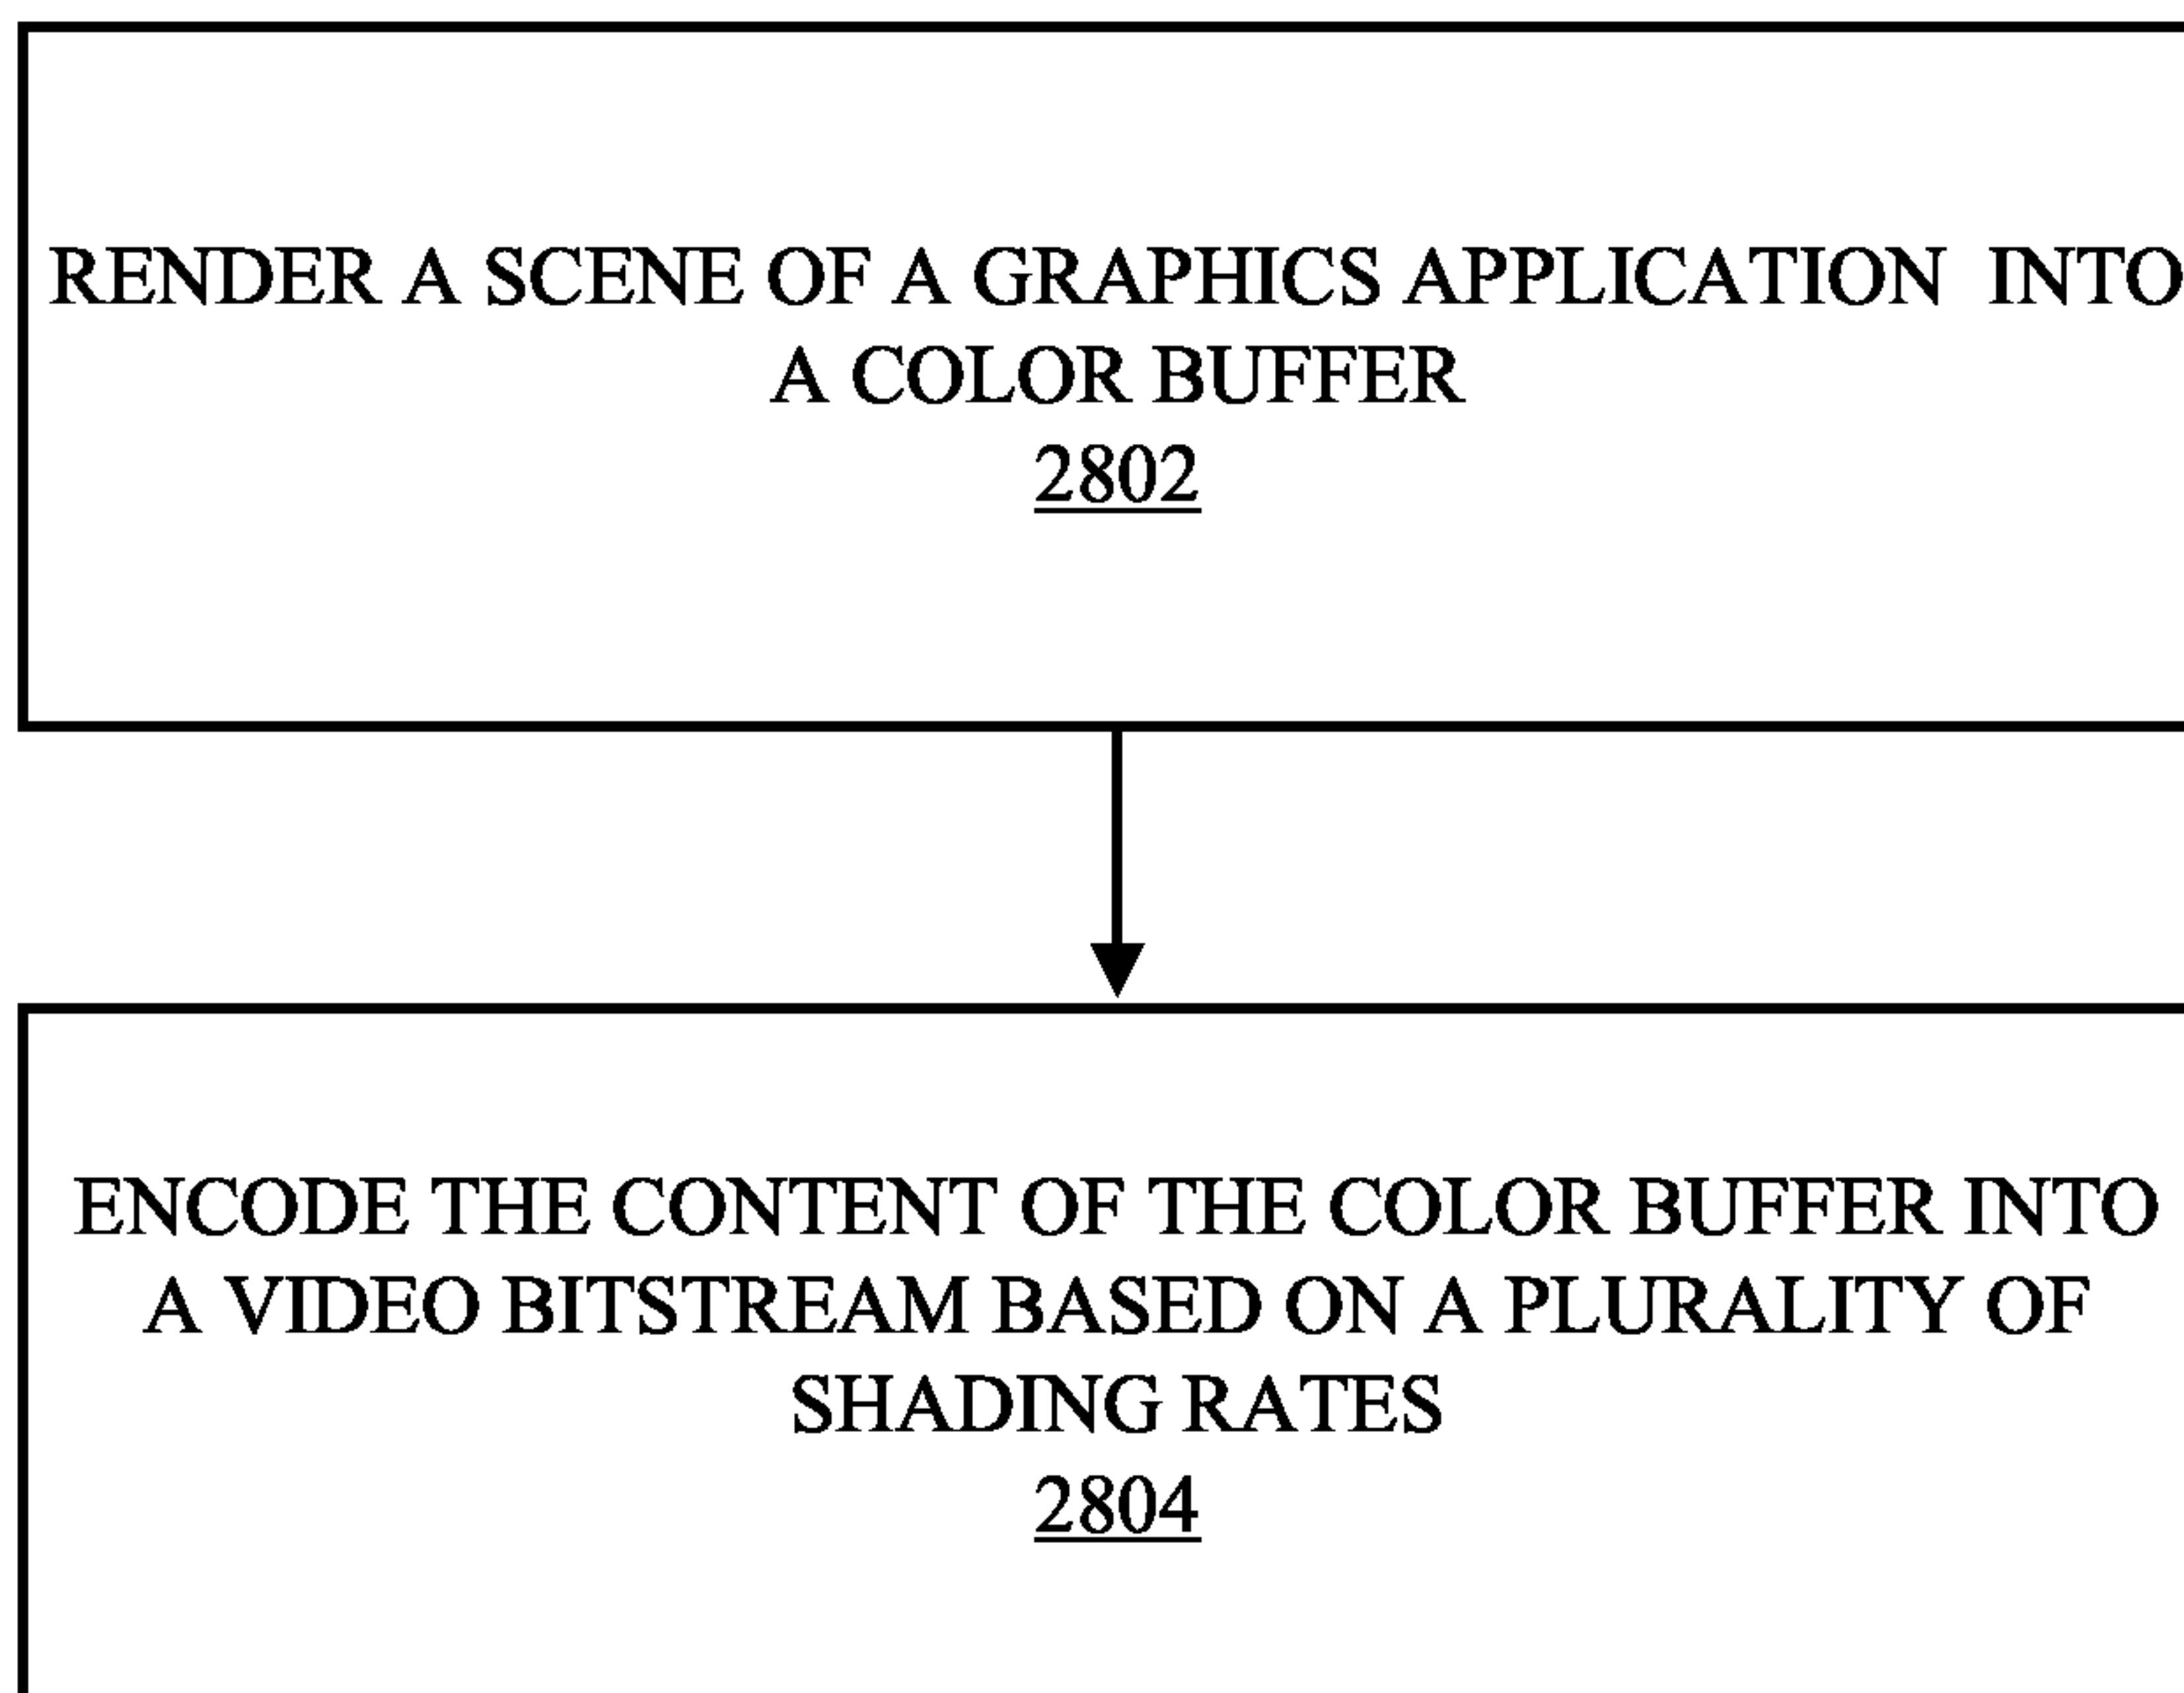 RENDER A SCENE OF A GRAPHICS APPLICATION INTO
A COLOR BUFFER
2802
ENCODE THE CONTENT OF THE COLOR BUFFER INTO
A VIDEO BITSTREAM BASED ON A PLURALITY OF
SHADING RATES
2804